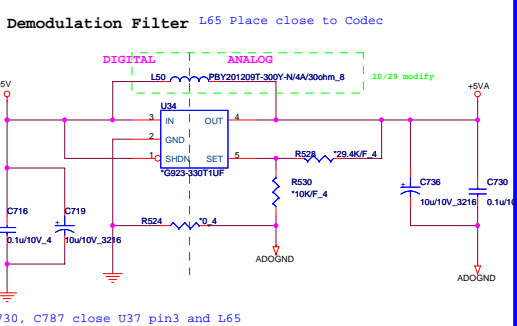 Demodulation Filter L65 Place close to Codec
DIGITAL ANALOG
L50 PBY201209T-300Y-N/4A/30ohm_8
10/29 modify
5V
+5VA
U34
3 IN OUT 4
2 GND
1 SHDN SET 5
*G923-330T1UF
R528 *29.4K/F_4
R530
*10K/F_4
C736
10u/10V_3216
C730
0.1u/10
C716
0.1u/10V_4
C719
10u/10V_3216
R524 *0_4
ADOGND
ADOGND
730, C787 close U37 pin3 and L65